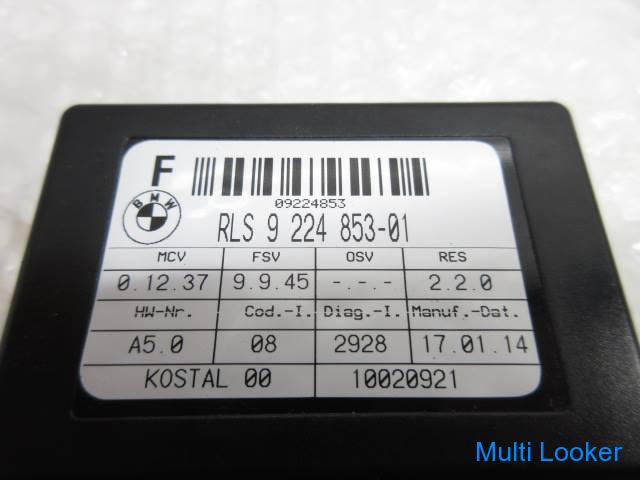 F
09224853
BMW
RLS 9 224 853-01
MCV FSV OSV RES
0.12.37 9.9.45 -.-.- 2.2.0
HW-Nr. Cod.-I. Diag.-I. Manuf.-Dat.
A5.0 08 2928 17.01.14
KOSTAL 00 10020921
Multi Looker